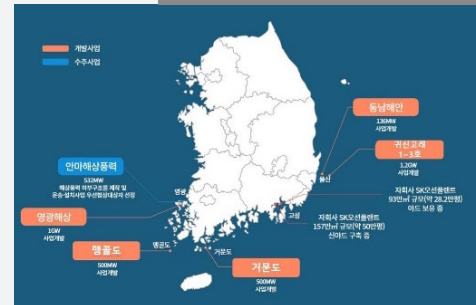 개발사업
수주사업
동남해안
136MW
사업개발
귀신고래
1~3호
1.2GW
사업개발
울산
안마해상풍력
532MW
해상풍력 하부구조물 제작 및
운송·설치사업 우선협상대상자 선정
영광
영광해상
1GW
사업개발
고성
자회사 SK오션플랜트
93만㎡ 규모(약 28.2만평)
야드 보유 중
자회사 SK오션플랜트
157만㎡ 규모(약 50만평)
신야드 구축 중
맹골도
맹골도
500MW
사업개발
거문도
거문도
500MW
사업개발